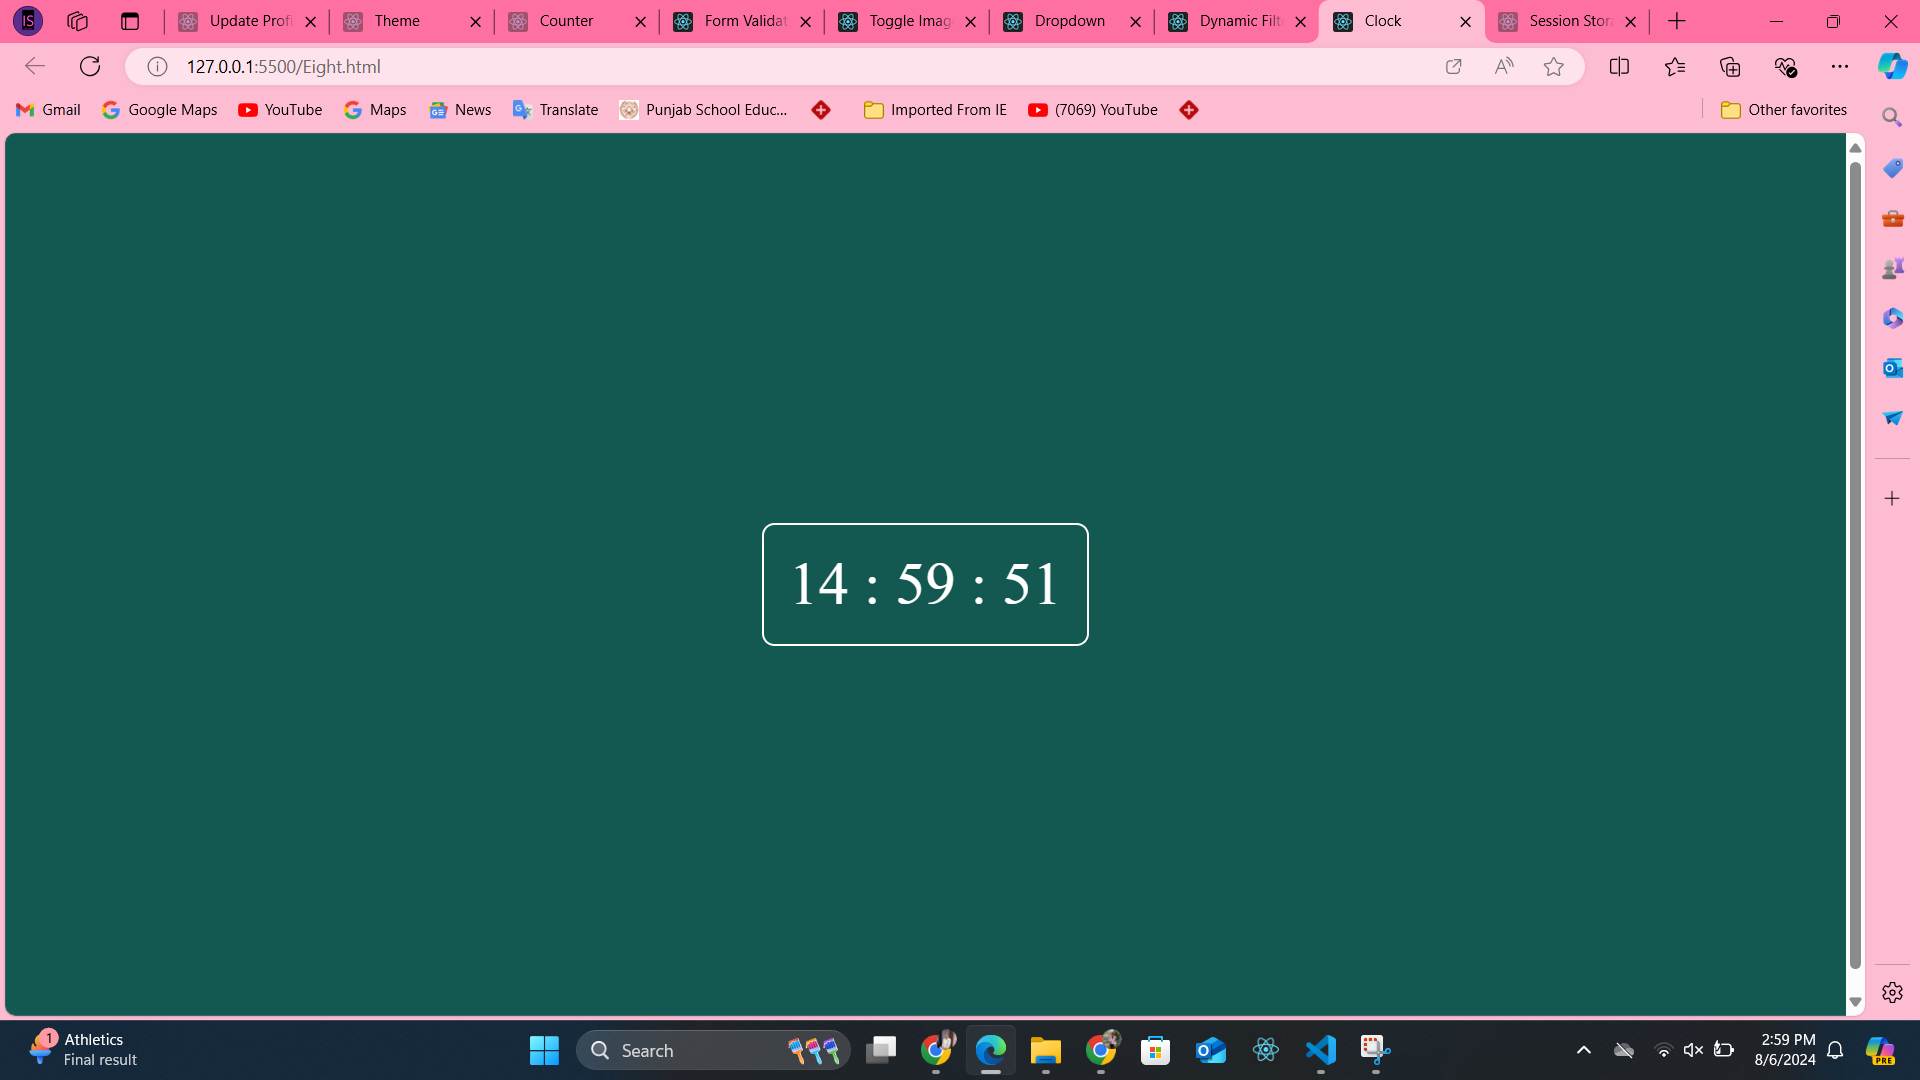 Update Profi
Theme
Counter
Form Validat
Toggle Imag
Dropdown
Dynamic Filt
Clock
Session Stor
127.0.0.1:5500/Eight.html
Gmail
Google Maps
YouTube
Maps
News
Translate
Punjab School Educ...
Imported From IE
(7069) YouTube
Other favorites
14 : 59 : 51
1
Athletics
Final result
Search
2:59 PM
8/6/2024
PRE